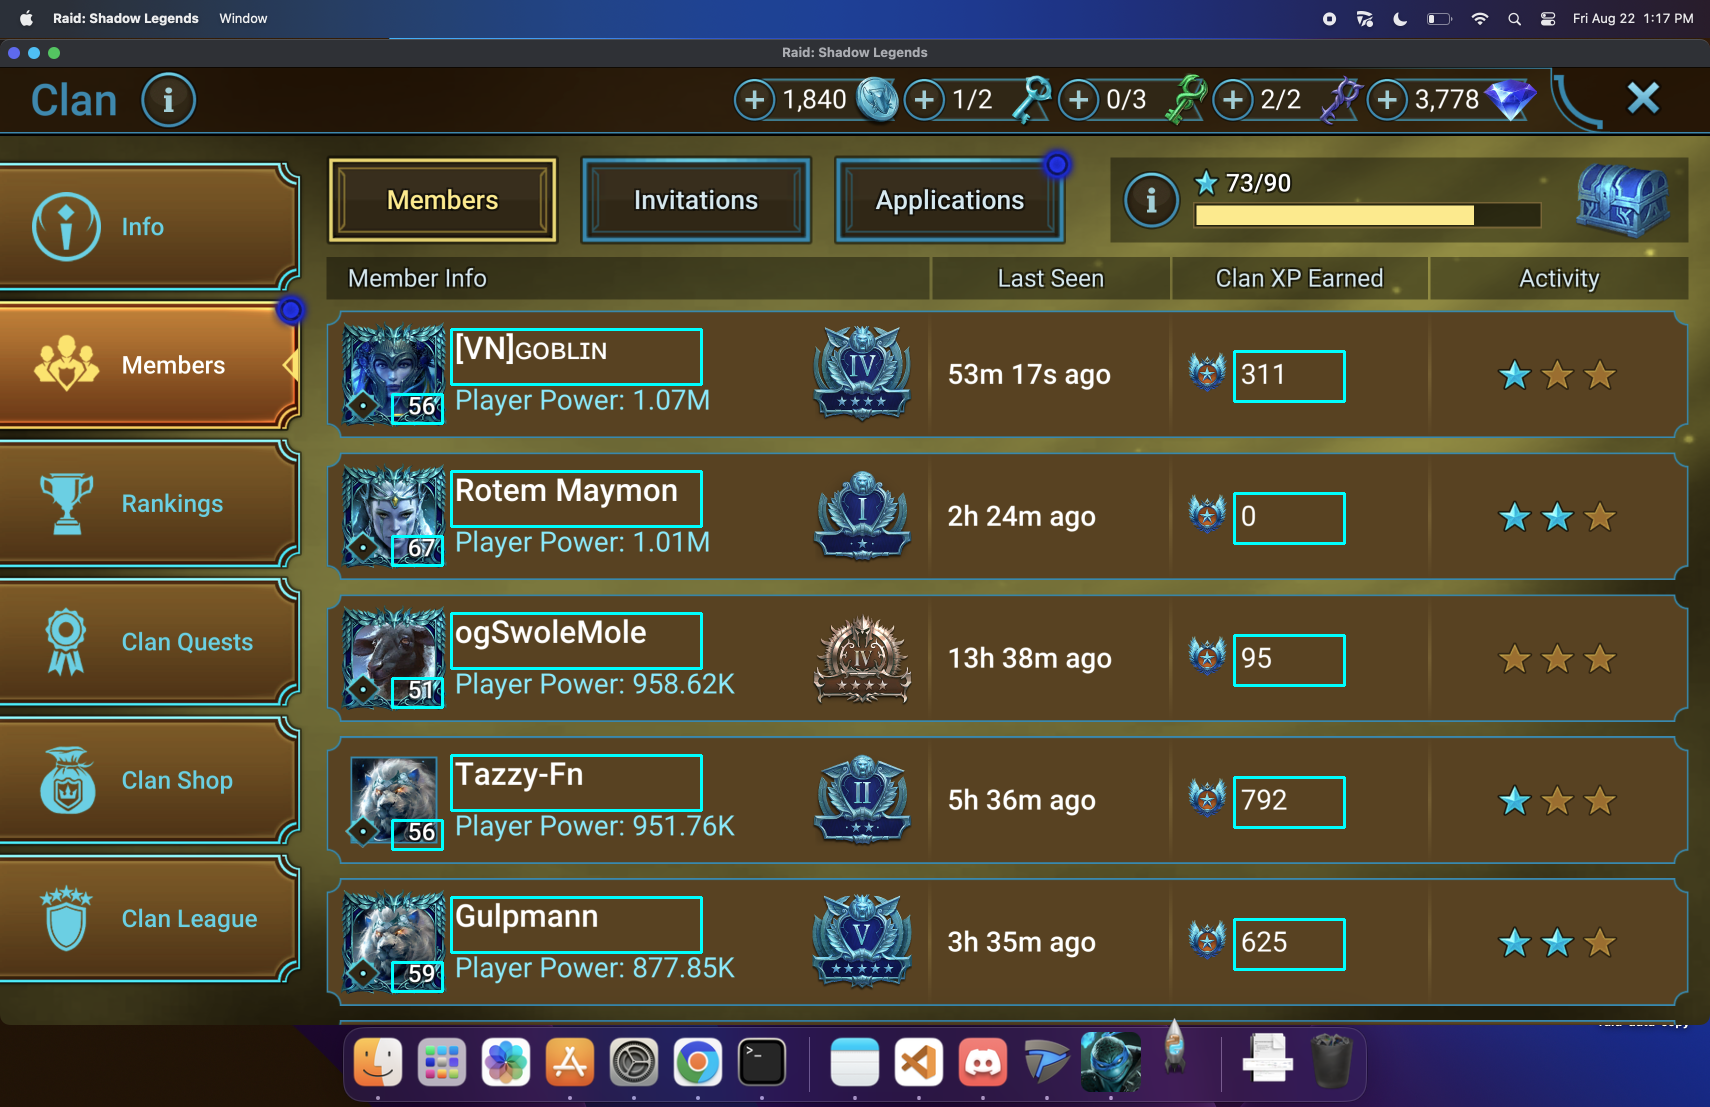 Raid: Shadow Legends Window Fri Aug 22 1:17 PM
Raid: Shadow Legends
Clan i 1,840 1/2 0/3 2/2 3,778
Members Invitations Applications i 73/90
Info
Members
Rankings
Clan Quests
Clan Shop
Clan League
Member Info Last Seen Clan XP Earned Activity
[VN]GOBLIN
56 Player Power: 1.07M IV 53m 17s ago 311
Rotem Maymon
67 Player Power: 1.01M I 2h 24m ago 0
ogSwoleMole
51 Player Power: 958.62K IV 13h 38m ago 95
Tazzy-Fn
56 Player Power: 951.76K II 5h 36m ago 792
Gulpmann
59 Player Power: 877.85K V 3h 35m ago 625